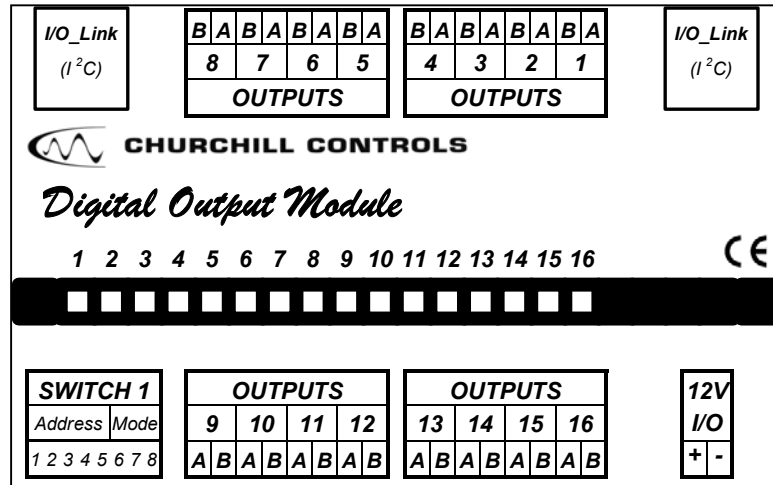 I/O_Link
(I ²C)
B A B A B A B A
8 7 6 5
OUTPUTS
B A B A B A B A
4 3 2 1
OUTPUTS
I/O_Link
(I ²C)
CHURCHILL CONTROLS
Digital Output Module
1 2 3 4 5 6 7 8 9 10 11 12 13 14 15 16
CE
SWITCH 1
Address Mode
1 2 3 4 5 6 7 8
OUTPUTS
9 10 11 12
A B A B A B A B
OUTPUTS
13 14 15 16
A B A B A B A B
12V
I/O
+ -